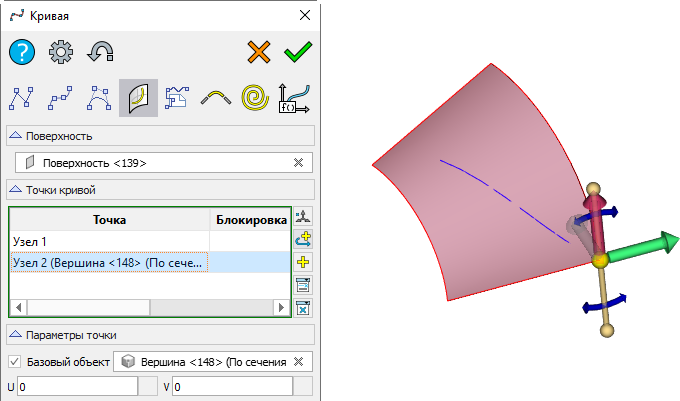 Кривая
f()
Поверхность
Поверхность <139>
Точки кривой
Точка Блокировка
Узел 1
Узел 2 (Вершина <148> (По сече...
Параметры точки
Базовый объект Вершина <148> (По сечения
U 0 V 0